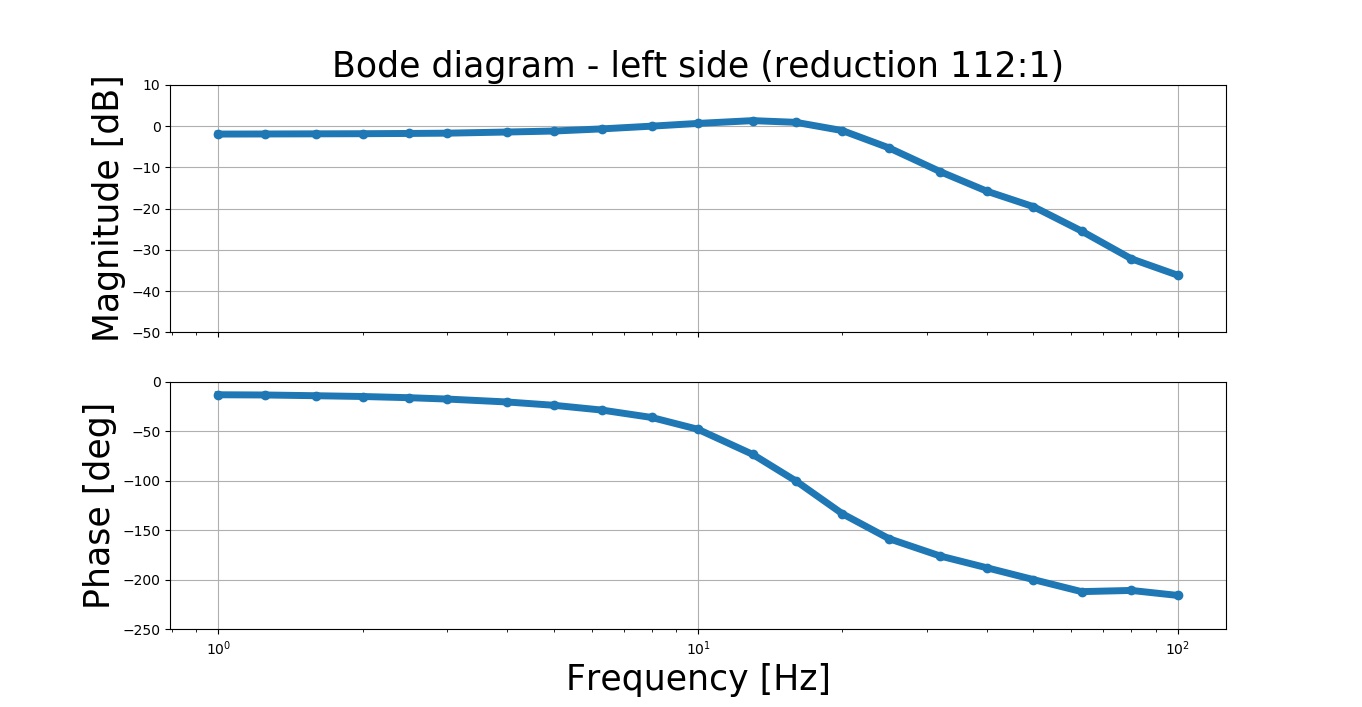 Bode diagram - left side (reduction 112:1)
Magnitude [dB]
10
0
−10
−20
−30
−40
−50
Phase [deg]
0
−50
−100
−150
−200
−250
10⁰ 10¹ 10²
Frequency [Hz]